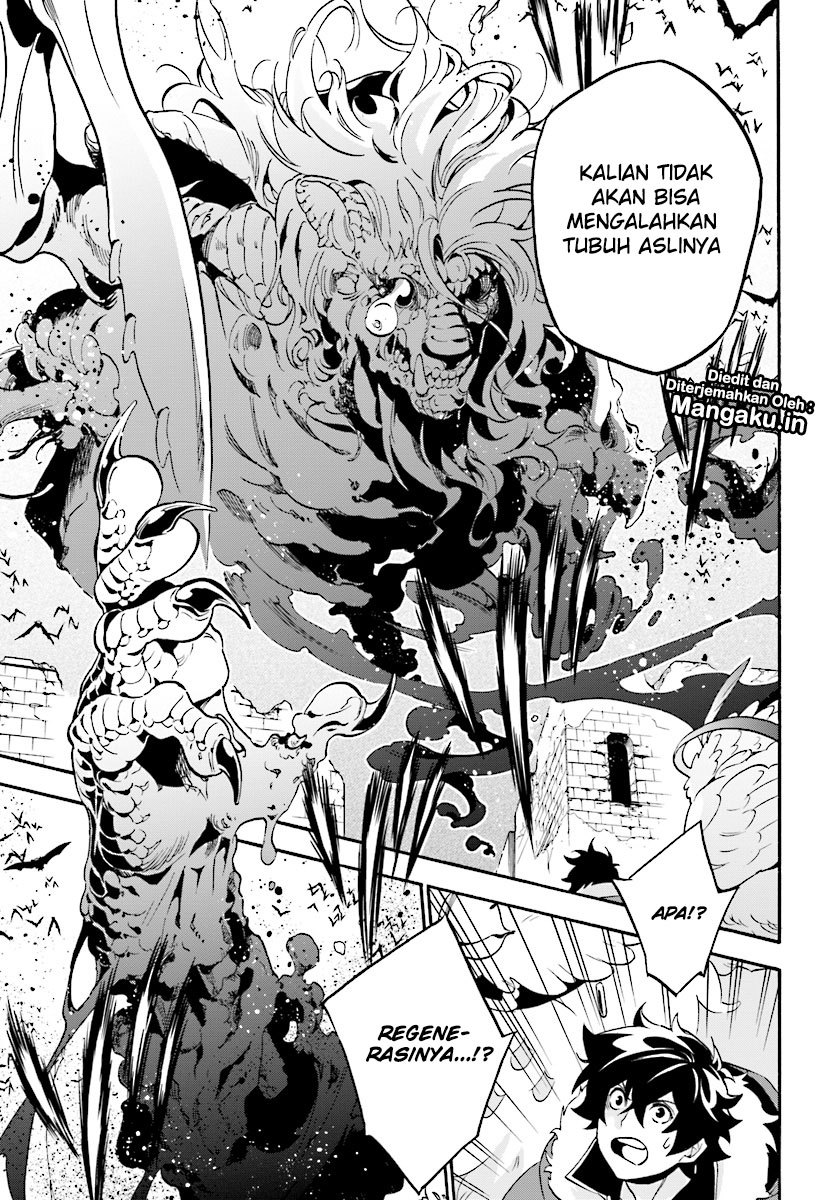 KALIAN TIDAK
AKAN BISA
MENGALAHKAN
TUBUH ASLINYA
Diedit dan
Diterjemahkan Oleh :
Mangaku.in
APA!?
REGENE-
RASINYA...!?